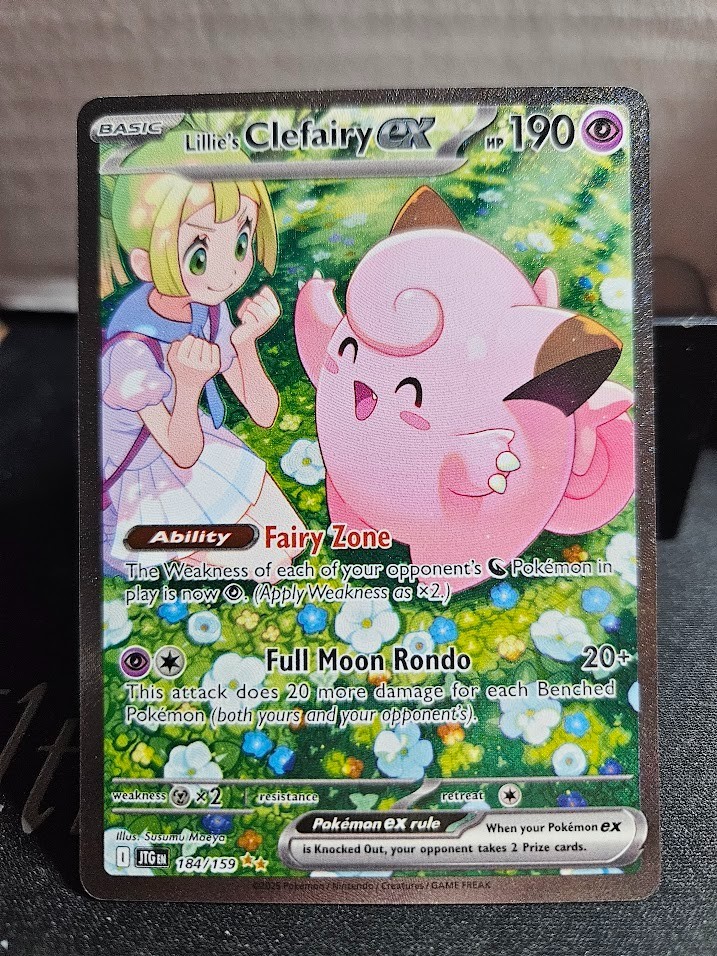 BASIC
Lillie's Clefairy ex HP 190
Ability Fairy Zone
The Weakness of each of your opponent's Pokémon in
play is now . (Apply Weakness as ×2.)
Full Moon Rondo 20+
This attack does 20 more damage for each Benched
Pokémon (both yours and your opponent's).
weakness ×2 resistance retreat
Illus. Susumu Maeya
Pokémon ex rule When your Pokémon ex
is Knocked Out, your opponent takes 2 Prize cards.
I JTG EN 184/159
©2025 Pokémon / Nintendo / Creatures / GAME FREAK